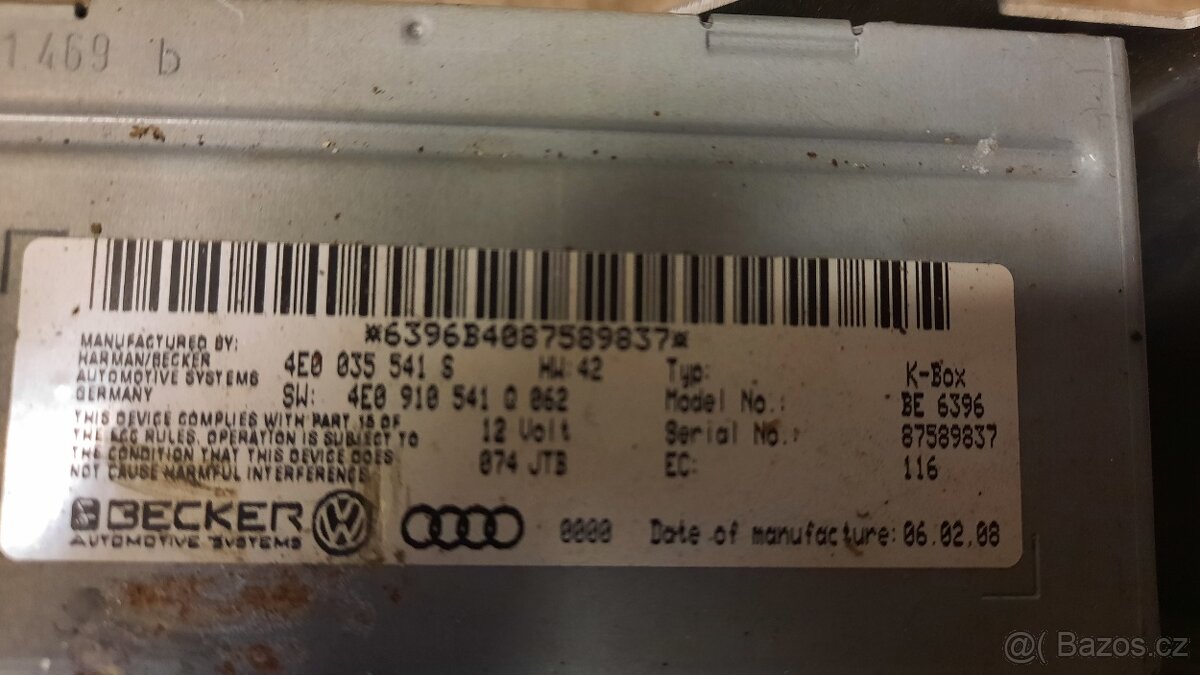 1.469 b
*6396B4087589837*
MANUFACTURED BY:
HARMAN/BECKER
AUTOMOTIVE SYSTEMS
GERMANY
4E0 035 541 S HW:42
SW: 4E0 910 541 Q 062
12 Volt
074 JTB
THIS DEVICE COMPLIES WITH PART 15 OF
THE FCC RULES. OPERATION IS SUBJECT TO
THE CONDITION THAT THIS DEVICE DOES
NOT CAUSE HARMFUL INTERFERENCE
Typ: K-Box
Model No.: BE 6396
Serial No.: 87589837
EC: 116
BECKER
AUTOMOTIVE SYSTEMS
0000 Date of manufacture: 06.02.08
@( Bazos.cz